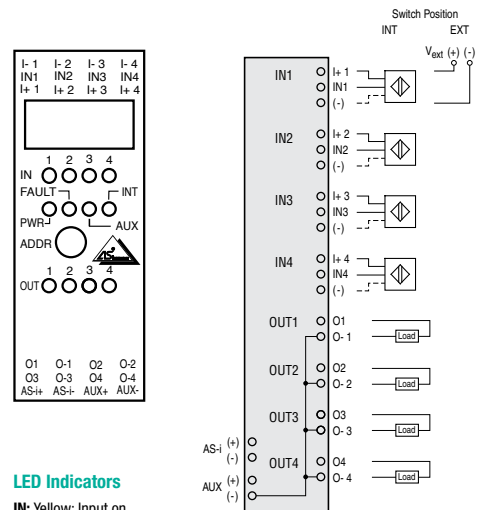 Switch Position
INT EXT
Vext (+) (-)
I- 1 I- 2 I- 3 I- 4
IN1 IN2 IN3 IN4
I+ 1 I+ 2 I+ 3 I+ 4
1 2 3 4
IN
FAULT INT
PWR AUX
ADDR
1 2 3 4
OUT
O1 O-1 O2 O-2
O3 O-3 O4 O-4
AS-i+ AS-i- AUX+ AUX-
IN1 I+ 1
IN1
(-)
IN2 I+ 2
IN2
(-)
IN3 I+ 3
IN3
(-)
IN4 I+ 4
IN4
(-)
OUT1 O1
O- 1 Load
OUT2 O2
O- 2 Load
OUT3 O3
O- 3 Load
OUT4 O4
O- 4 Load
AS-i (+)
(-)
AUX (+)
(-)
LED Indicators
IN: Yellow: Input on